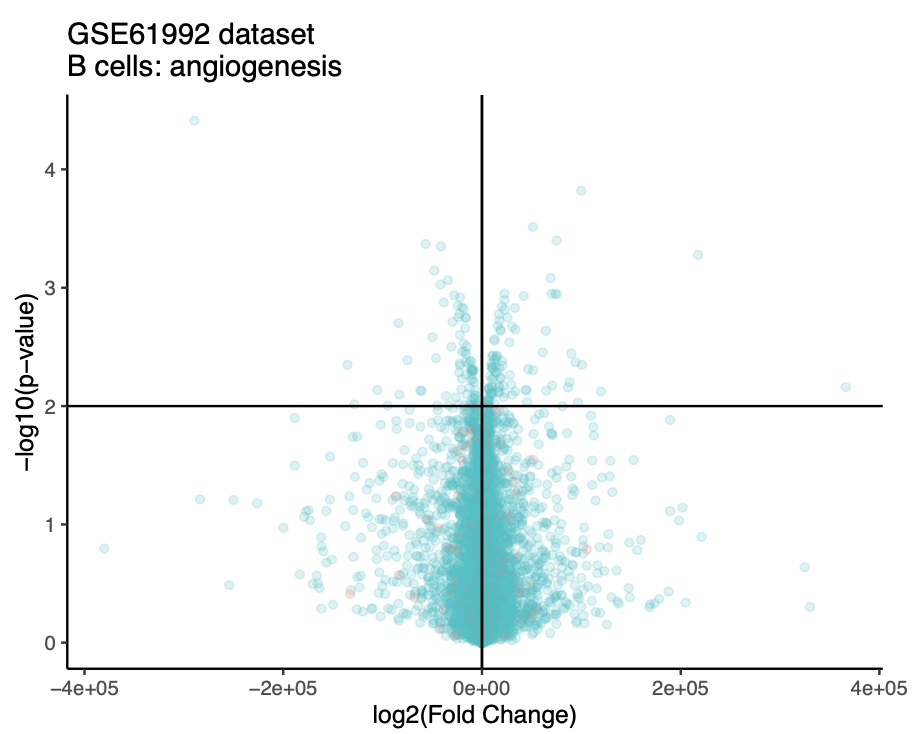 GSE61992 dataset
B cells: angiogenesis
4
3
2
1
0
−log10(p−value)
−4e+05 −2e+05 0e+00 2e+05 4e+05
log2(Fold Change)